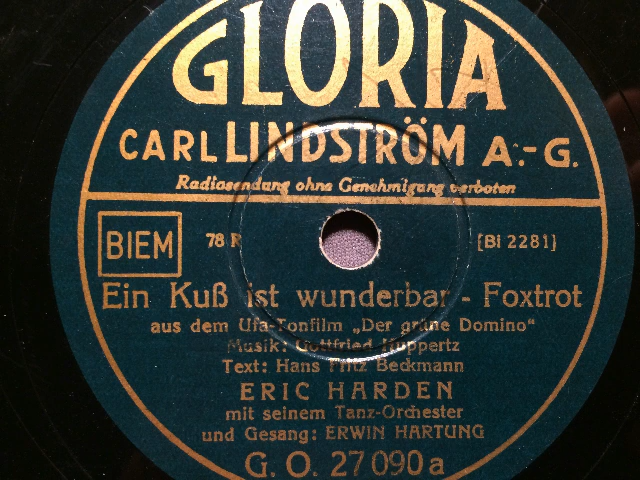 GLORIA
CARL LINDSTRÖM A.-G.
Radiosendung ohne Genehmigung verboten
BIEM 78 R [Bi 2281]
Ein Kuß ist wunderbar - Foxtrot
aus dem Ufa-Tonfilm „Der grüne Domino“
Musik: Gottfried Huppertz
Text: Hans Fritz Beckmann
ERIC HARDEN
mit seinem Tanz-Orchester
und Gesang: ERWIN HARTUNG
G. O. 27 090 a